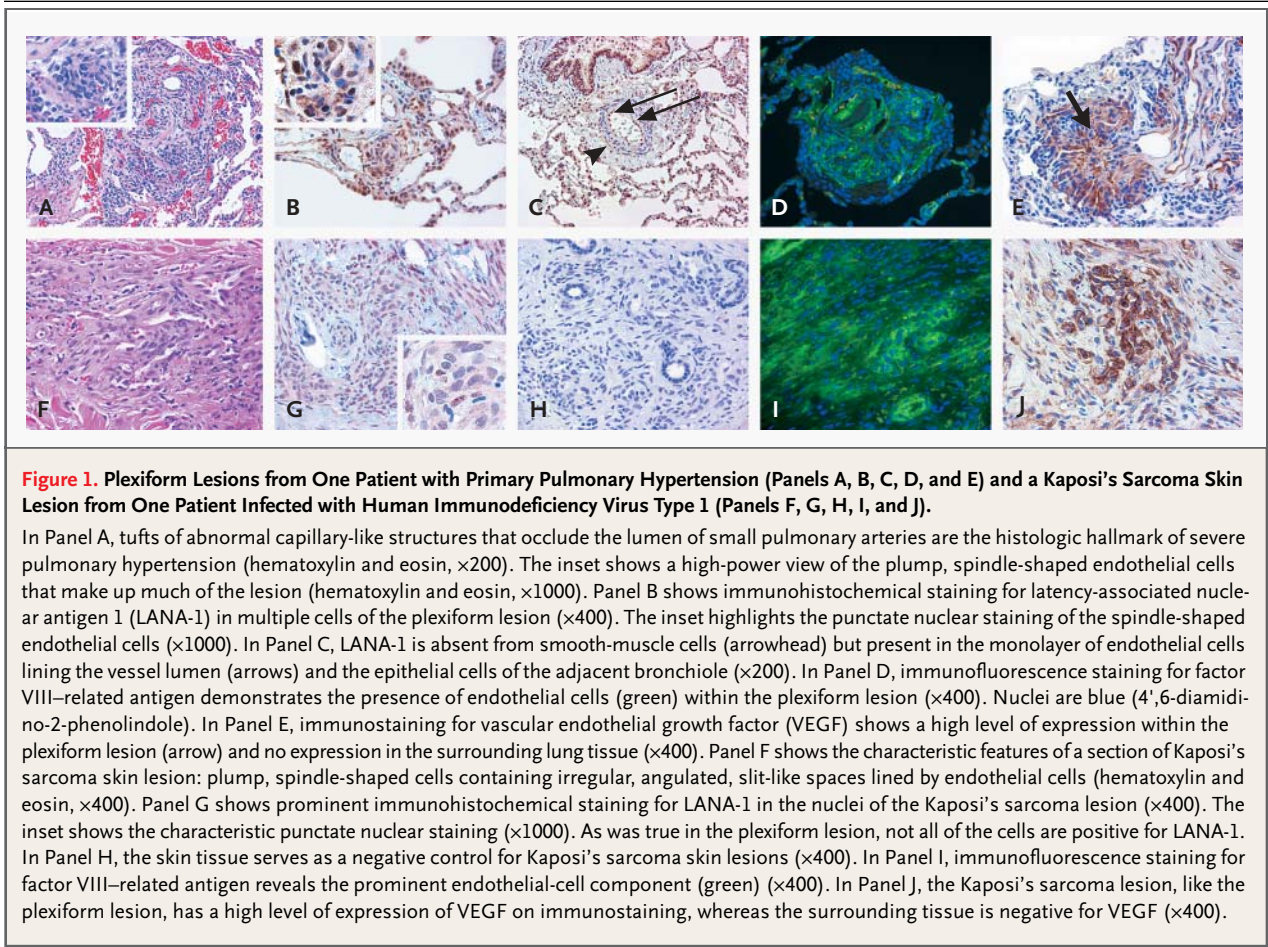 A
B
C
D
E
F
G
H
I
J
Figure 1. Plexiform Lesions from One Patient with Primary Pulmonary Hypertension (Panels A, B, C, D, and E) and a Kaposi's Sarcoma Skin
Lesion from One Patient Infected with Human Immunodeficiency Virus Type 1 (Panels F, G, H, I, and J).
In Panel A, tufts of abnormal capillary-like structures that occlude the lumen of small pulmonary arteries are the histologic hallmark of severe
pulmonary hypertension (hematoxylin and eosin, ×200). The inset shows a high-power view of the plump, spindle-shaped endothelial cells
that make up much of the lesion (hematoxylin and eosin, ×1000). Panel B shows immunohistochemical staining for latency-associated nucle-
ar antigen 1 (LANA-1) in multiple cells of the plexiform lesion (×400). The inset highlights the punctate nuclear staining of the spindle-shaped
endothelial cells (×1000). In Panel C, LANA-1 is absent from smooth-muscle cells (arrowhead) but present in the monolayer of endothelial cells
lining the vessel lumen (arrows) and the epithelial cells of the adjacent bronchiole (×200). In Panel D, immunofluorescence staining for factor
VIII–related antigen demonstrates the presence of endothelial cells (green) within the plexiform lesion (×400). Nuclei are blue (4',6-diamidi-
no-2-phenolindole). In Panel E, immunostaining for vascular endothelial growth factor (VEGF) shows a high level of expression within the
plexiform lesion (arrow) and no expression in the surrounding lung tissue (×400). Panel F shows the characteristic features of a section of Kaposi's
sarcoma skin lesion: plump, spindle-shaped cells containing irregular, angulated, slit-like spaces lined by endothelial cells (hematoxylin and
eosin, ×400). Panel G shows prominent immunohistochemical staining for LANA-1 in the nuclei of the Kaposi's sarcoma lesion (×400). The
inset shows the characteristic punctate nuclear staining (×1000). As was true in the plexiform lesion, not all of the cells are positive for LANA-1.
In Panel H, the skin tissue serves as a negative control for Kaposi's sarcoma skin lesions (×400). In Panel I, immunofluorescence staining for
factor VIII–related antigen reveals the prominent endothelial-cell component (green) (×400). In Panel J, the Kaposi's sarcoma lesion, like the
plexiform lesion, has a high level of expression of VEGF on immunostaining, whereas the surrounding tissue is negative for VEGF (×400).